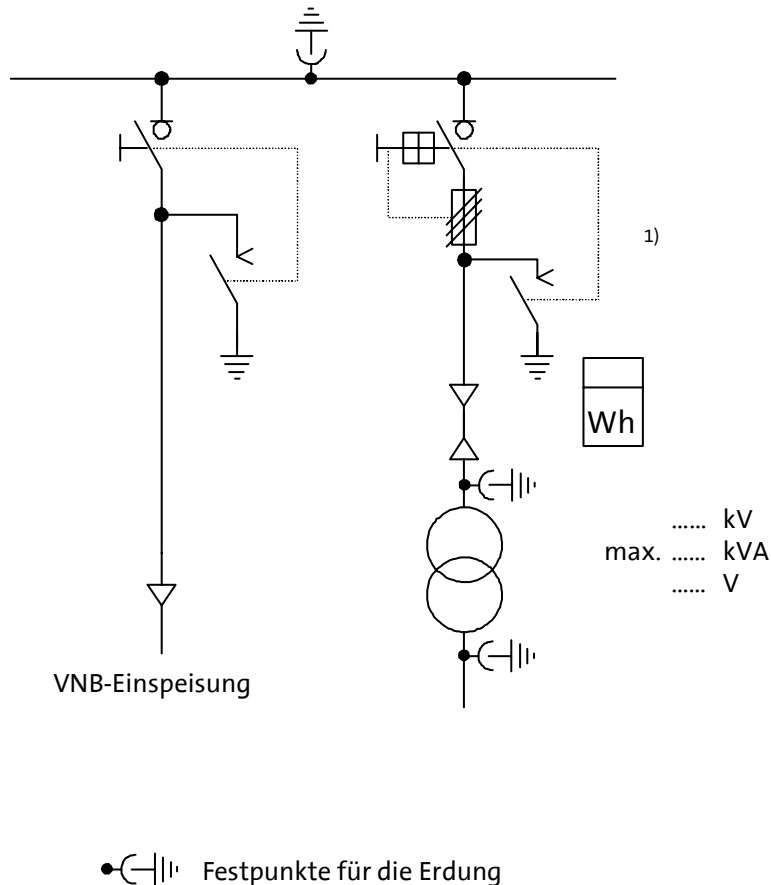 1)
Wh
...... kV
max. ...... kVA
...... V
VNB-Einspeisung
Festpunkte für die Erdung